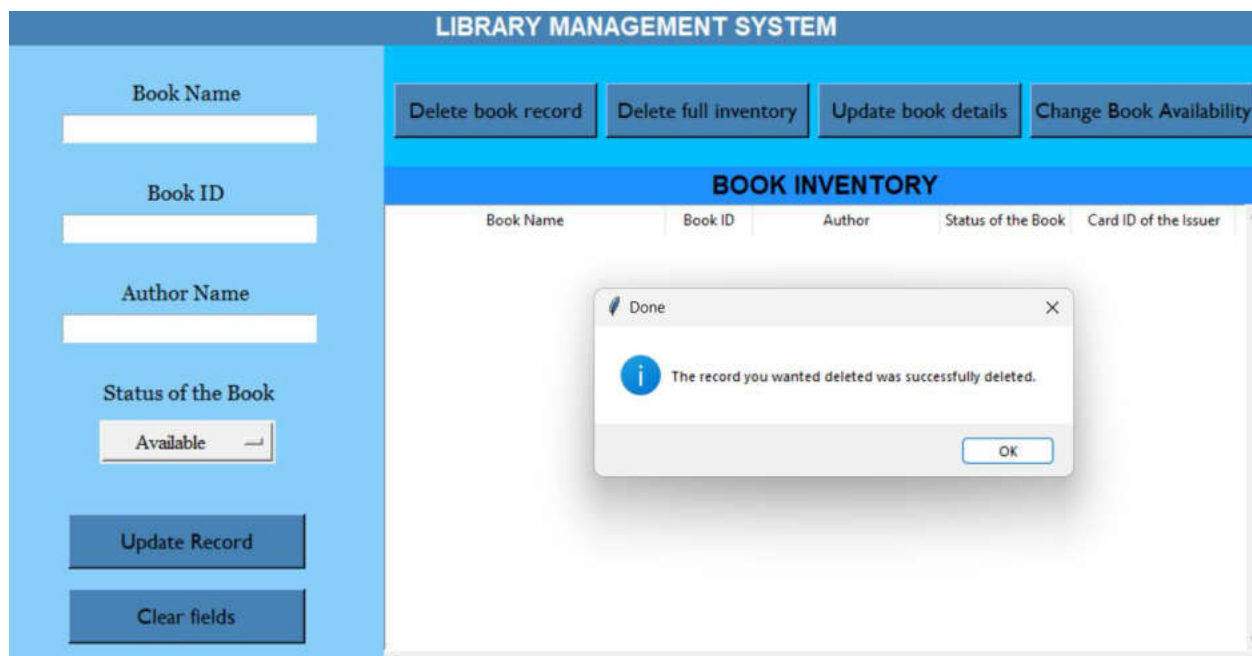 LIBRARY MANAGEMENT SYSTEM
Book Name
Book ID
Author Name
Status of the Book
Available
Update Record
Clear fields
Delete book record
Delete full inventory
Update book details
Change Book Availability
BOOK INVENTORY
Book Name Book ID Author Status of the Book Card ID of the Issuer
Done
The record you wanted deleted was successfully deleted.
OK